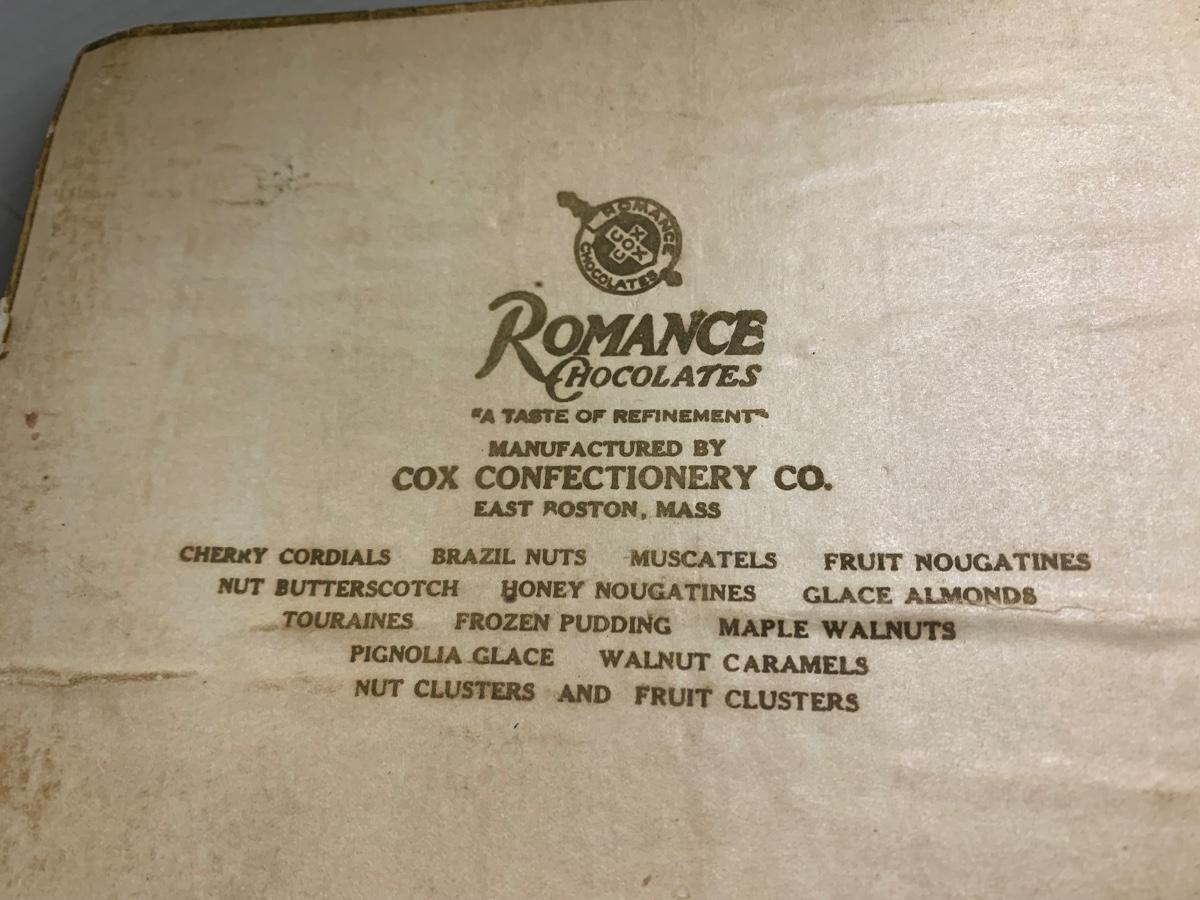 ROMANCE
COX
COX
CHOCOLATES
ROMANCE
CHOCOLATES
"A TASTE OF REFINEMENT"
MANUFACTURED BY
COX CONFECTIONERY CO.
EAST BOSTON, MASS
CHERRY CORDIALS BRAZIL NUTS MUSCATELS FRUIT NOUGATINES
NUT BUTTERSCOTCH HONEY NOUGATINES GLACE ALMONDS
TOURAINES FROZEN PUDDING MAPLE WALNUTS
PIGNOLIA GLACE WALNUT CARAMELS
NUT CLUSTERS AND FRUIT CLUSTERS